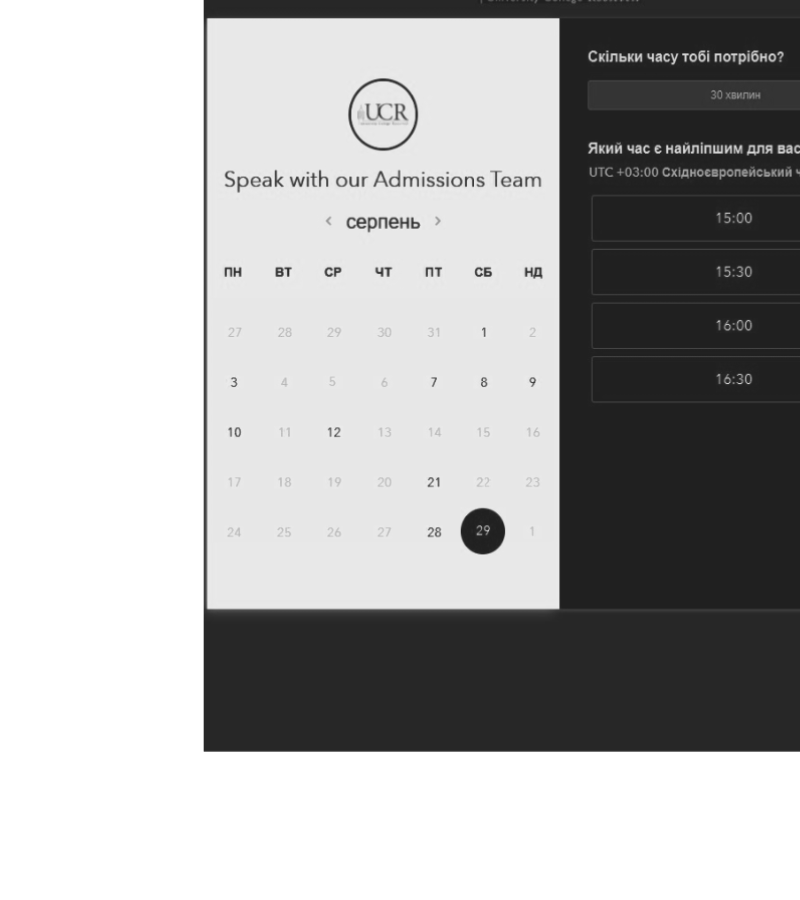 UCR
Speak with our Admissions Team
‹ серпень ›
ПН ВТ СР ЧТ ПТ СБ НД
27 28 29 30 31 1 2
3 4 5 6 7 8 9
10 11 12 13 14 15 16
17 18 19 20 21 22 23
24 25 26 27 28 29 1
Скільки часу тобі потрібно?
30 хвилин
Який час є найліпшим для вас
UTC +03:00 Східноєвропейський ч
15:00
15:30
16:00
16:30